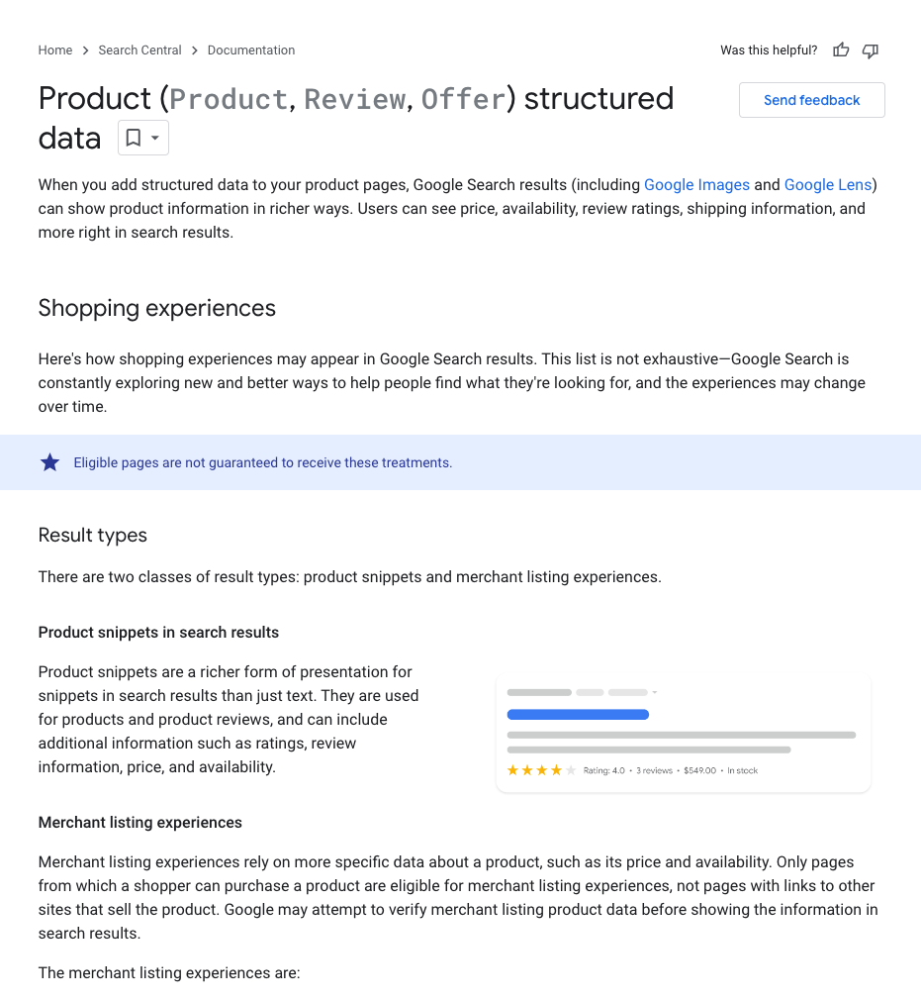 Home > Search Central > Documentation
Was this helpful?
Product (Product, Review, Offer) structured
data
Send feedback
When you add structured data to your product pages, Google Search results (including Google Images and Google Lens)
can show product information in richer ways. Users can see price, availability, review ratings, shipping information, and
more right in search results.
Shopping experiences
Here's how shopping experiences may appear in Google Search results. This list is not exhaustive—Google Search is
constantly exploring new and better ways to help people find what they're looking for, and the experiences may change
over time.
Eligible pages are not guaranteed to receive these treatments.
Result types
There are two classes of result types: product snippets and merchant listing experiences.
Product snippets in search results
Product snippets are a richer form of presentation for
snippets in search results than just text. They are used
for products and product reviews, and can include
additional information such as ratings, review
information, price, and availability.
Rating: 4.0 • 3 reviews • $549.00 • In stock
Merchant listing experiences
Merchant listing experiences rely on more specific data about a product, such as its price and availability. Only pages
from which a shopper can purchase a product are eligible for merchant listing experiences, not pages with links to other
sites that sell the product. Google may attempt to verify merchant listing product data before showing the information in
search results.
The merchant listing experiences are: